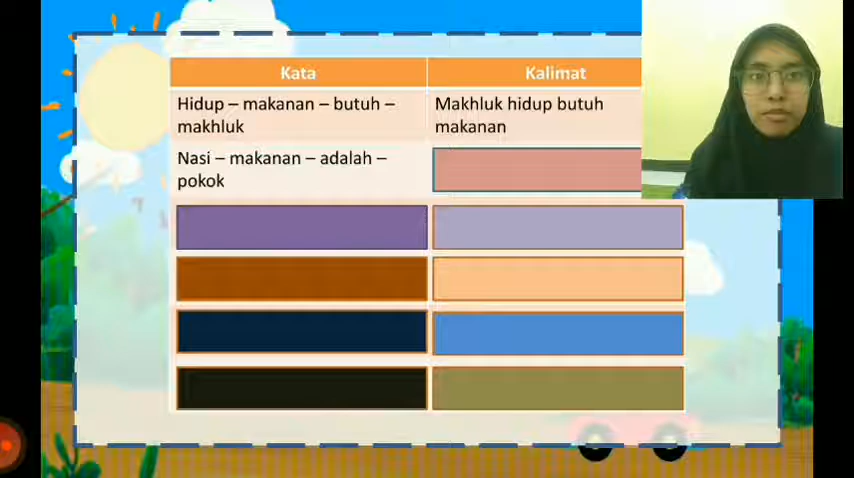 Kata
Kalimat
Hidup – makanan – butuh –
makhluk
Makhluk hidup butuh
makanan
Nasi – makanan – adalah –
pokok